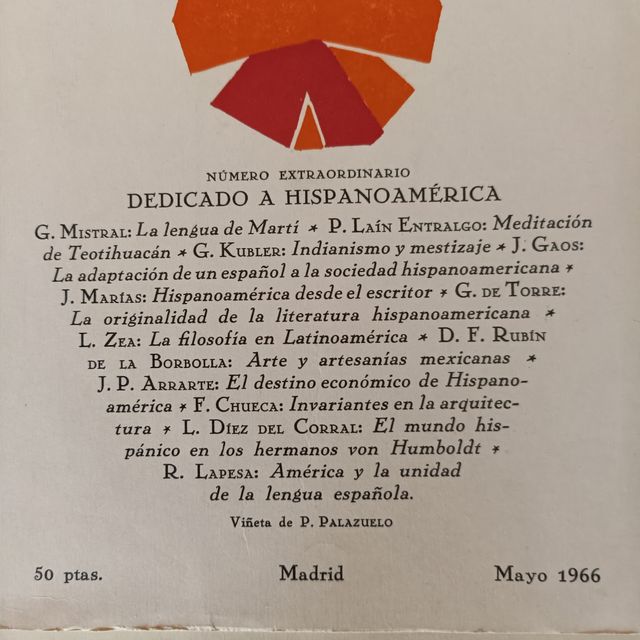 NÚMERO EXTRAORDINARIO
DEDICADO A HISPANOAMÉRICA
G. MISTRAL: La lengua de Martí * P. LAÍN ENTRALGO: Meditación
de Teotihuacán * G. KUBLER: Indianismo y mestizaje * J. GAOS:
La adaptación de un español a la sociedad hispanoamericana *
J. MARÍAS: Hispanoamérica desde el escritor * G. DE TORRE:
La originalidad de la literatura hispanoamericana *
L. ZEA: La filosofía en Latinoamérica * D. F. RUBÍN
DE LA BORBOLLA: Arte y artesanías mexicanas *
J. P. ARRARTE: El destino económico de Hispano-
américa * F. CHUECA: Invariantes en la arquitec-
tura * L. DÍEZ DEL CORRAL: El mundo his-
pánico en los hermanos von Humboldt *
R. LAPESA: América y la unidad
de la lengua española.
Viñeta de P. PALAZUELO
50 ptas. Madrid Mayo 1966